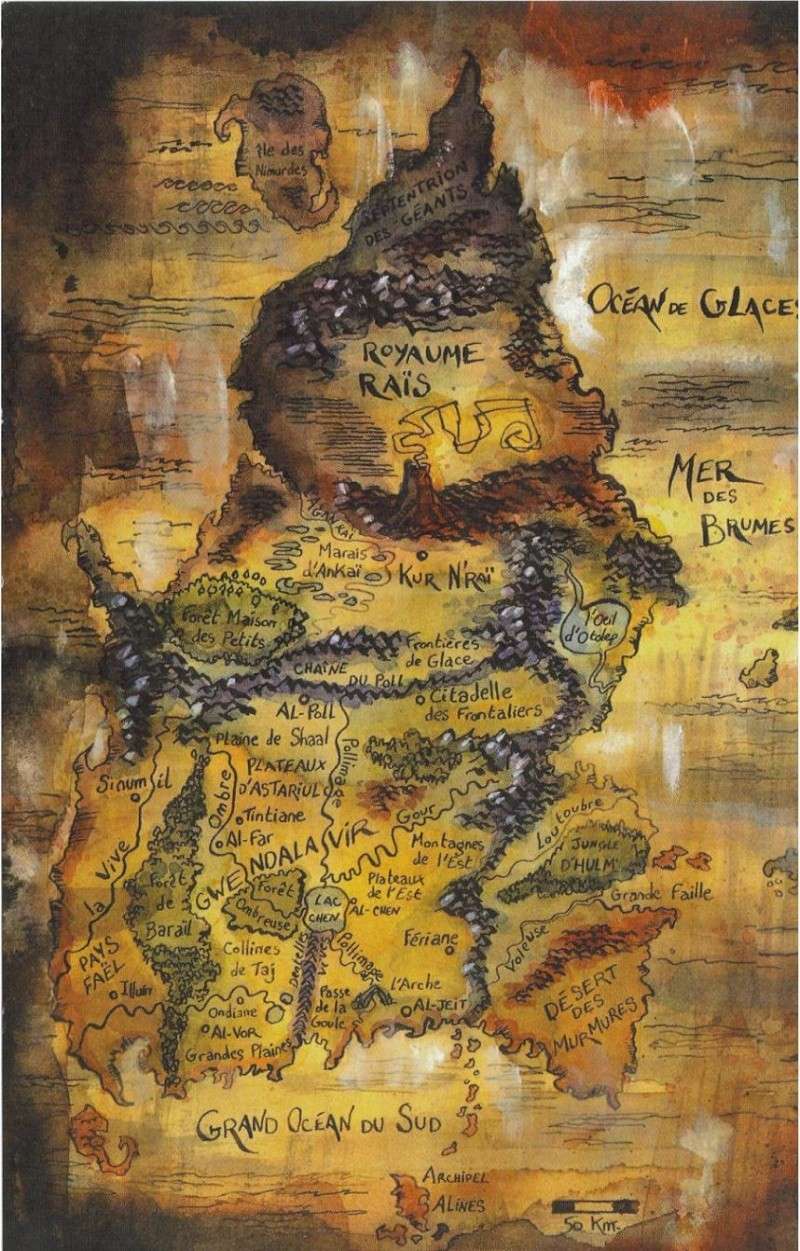 Île des
Nimurdes
SEPTENTRION
DES GÉANTS
OCÉAN DE GLACES
ROYAUME
RAÏS
MER
DES
BRUMES
Marais
d'Ankaï
KUR N'RAÏ
Forêt Maison
des Petits
l'Oeil
d'Otolep
Frontières
de Glace
CHAÎNE
DU POLL
Citadelle
des Frontaliers
AL-POLL
Plaine de Shaal
Pollimage
Sinumsil
PLATEAUX
D'ASTARIUL
Ombre
Tintiane
AL-FAR
Gour
la Vive
GWENDALAVIR
Montagnes
de l'Est
Loutoubre
JUNGLE
D'HULM
Forêt
de
Baraïl
Forêt
Ombreuse
LAC
CHEN
Plateaux
de l'Est
AL-CHEN
Grande Faille
PAYS
FAËL
Collines
de Taj
Pollimage
Fériane
Voleuse
Illuin
Ondiane
Passe
de la
Goule
l'Arche
AL-JEIT
DÉSERT
DES
MURMURES
AL-VOR
Grandes Plaines
GRAND OCÉAN DU SUD
ARCHIPEL
ALINES
50 Km.